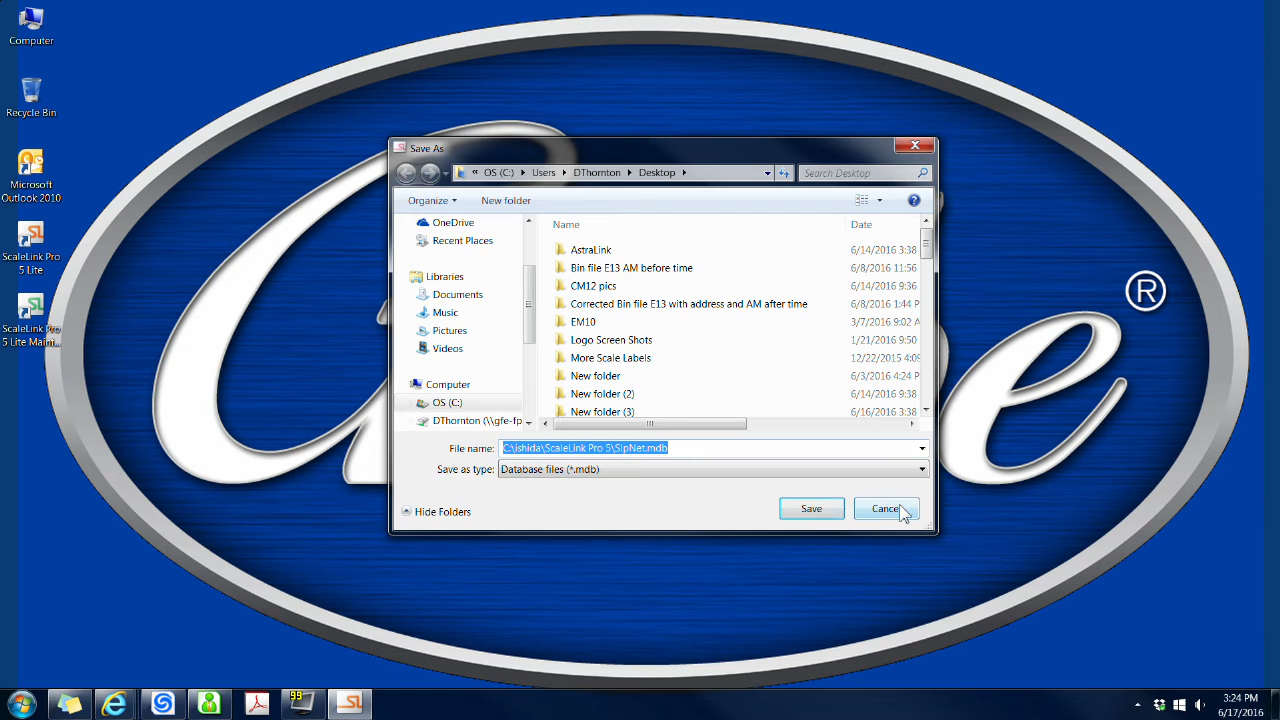 Computer
Recycle Bin
Microsoft
Outlook 2010
ScaleLink Pro
5 Lite
ScaleLink Pro
5 Lite Maint...
Save As
« OS (C:) Users DThornton Desktop
Search Desktop
Organize New folder
OneDrive
Recent Places
Libraries
Documents
Music
Pictures
Videos
Computer
OS (C:)
DThornton (\\gfe-fp
Name Date
AstraLink 6/14/2016 3:38
Bin file E13 AM before time 6/8/2016 11:56
CM12 pics 6/14/2016 9:36
Corrected Bin file E13 with address and AM after time 6/8/2016 1:44 P
EM10 3/7/2016 9:02 A
Logo Screen Shots 1/21/2016 9:50
More Scale Labels 12/22/2015 4:09
New folder 6/3/2016 4:24 P
New folder (2) 6/14/2016 9:38
New folder (3) 6/16/2016 3:38
File name: C:\ishida\ScaleLink Pro 5\SlpNet.mdb
Save as type: Database files (*.mdb)
Hide Folders
Save
Cancel
®
SL
99
3:24 PM
6/17/2016